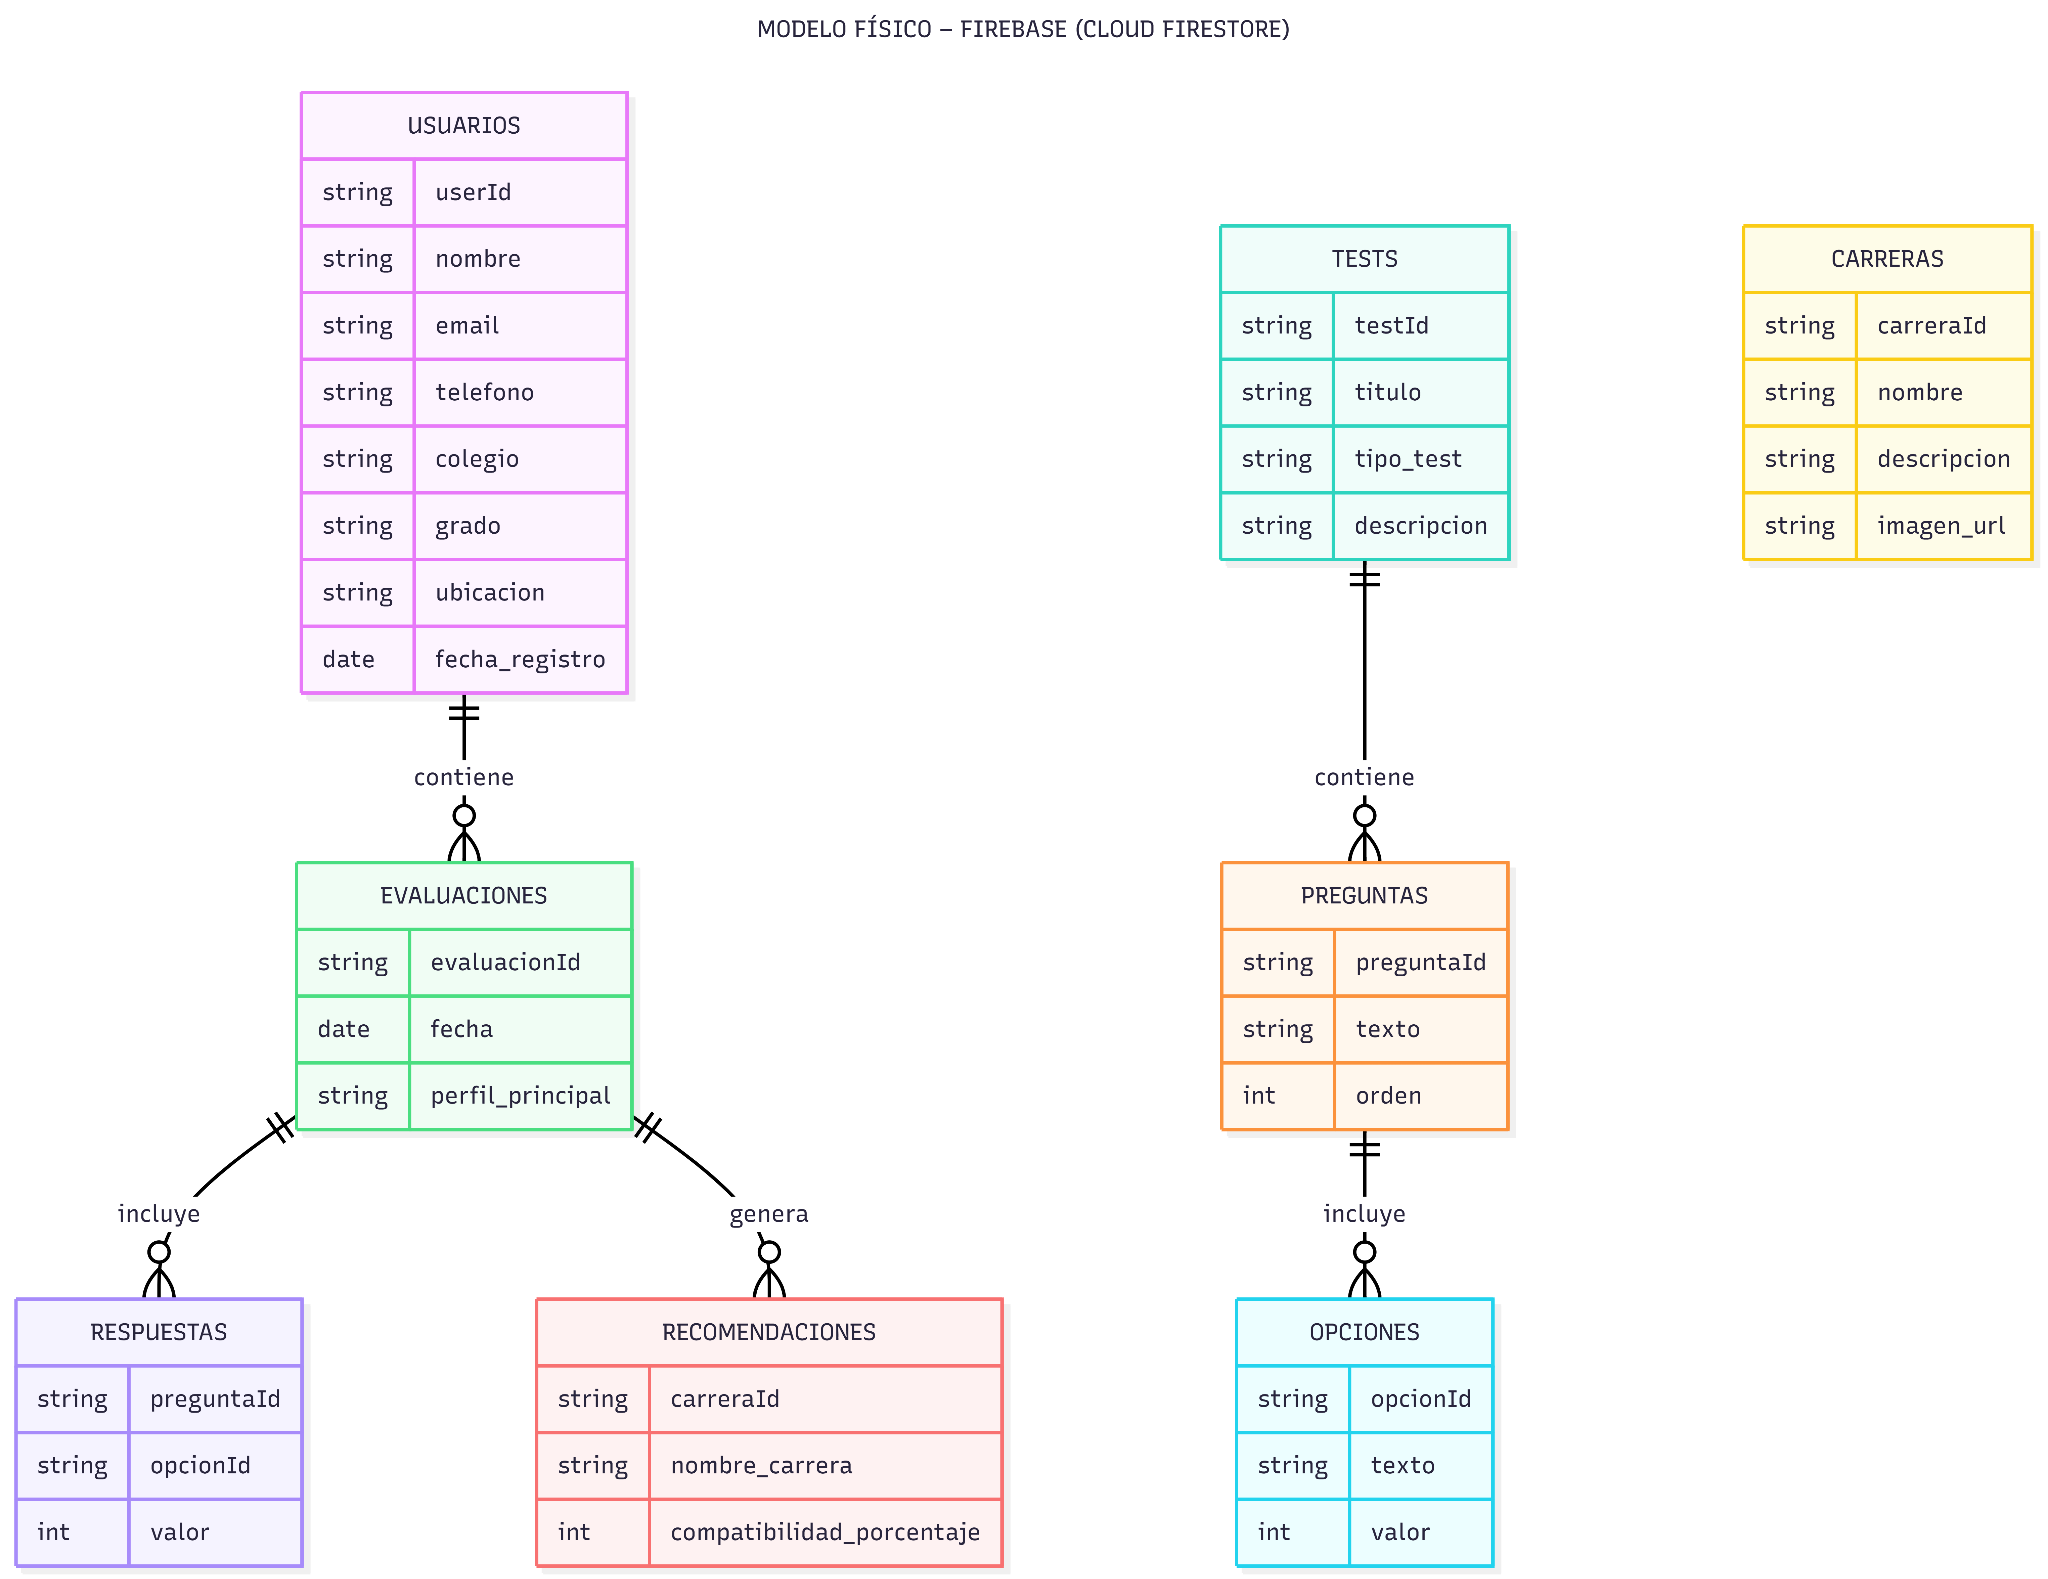 MODELO FÍSICO – FIREBASE (CLOUD FIRESTORE)
USUARIOS
string userId
string nombre
string email
string telefono
string colegio
string grado
string ubicacion
date fecha_registro
TESTS
string testId
string titulo
string tipo_test
string descripcion
CARRERAS
string carreraId
string nombre
string descripcion
string imagen_url
contiene
contiene
EVALUACIONES
string evaluacionId
date fecha
string perfil_principal
PREGUNTAS
string preguntaId
string texto
int orden
incluye
genera
incluye
RESPUESTAS
string preguntaId
string opcionId
int valor
RECOMENDACIONES
string carreraId
string nombre_carrera
int compatibilidad_porcentaje
OPCIONES
string opcionId
string texto
int valor